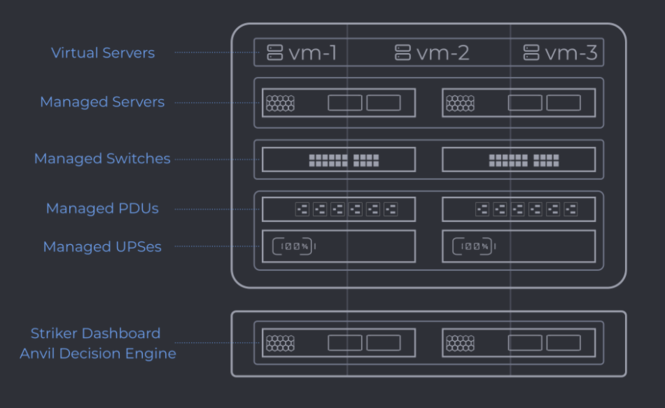 Virtual Servers
vm-1 vm-2 vm-3
Managed Servers
Managed Switches
Managed PDUs
Managed UPSes
100% 100%
Striker Dashboard
Anvil Decision Engine